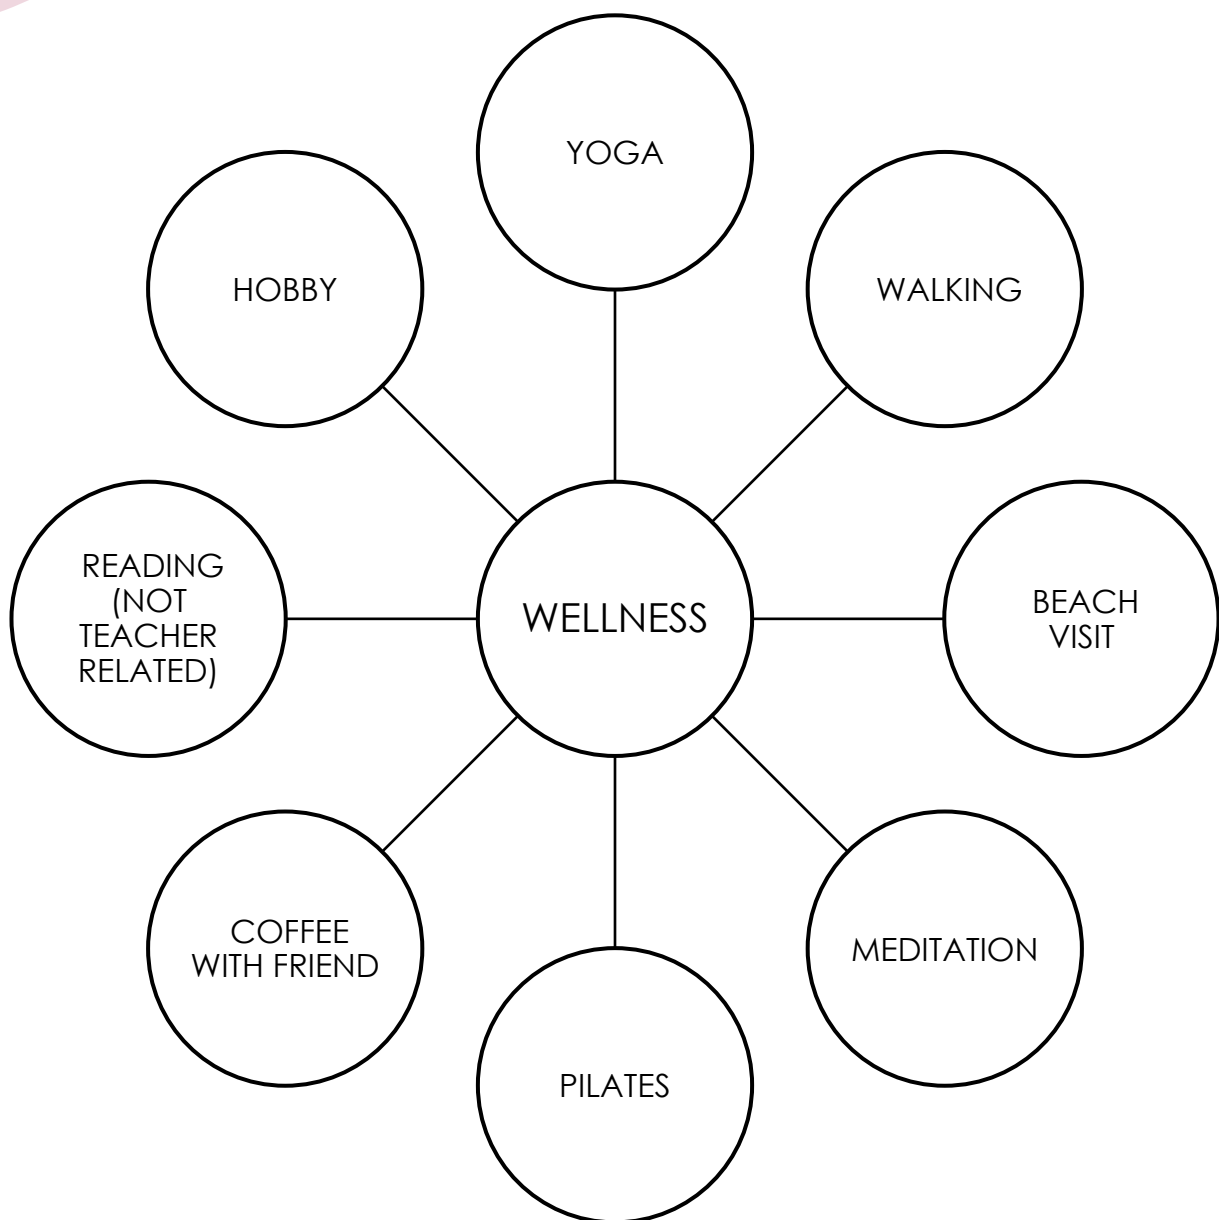 YOGA
HOBBY
WALKING
READING
(NOT
TEACHER
RELATED)
WELLNESS
BEACH
VISIT
COFFEE
WITH FRIEND
MEDITATION
PILATES